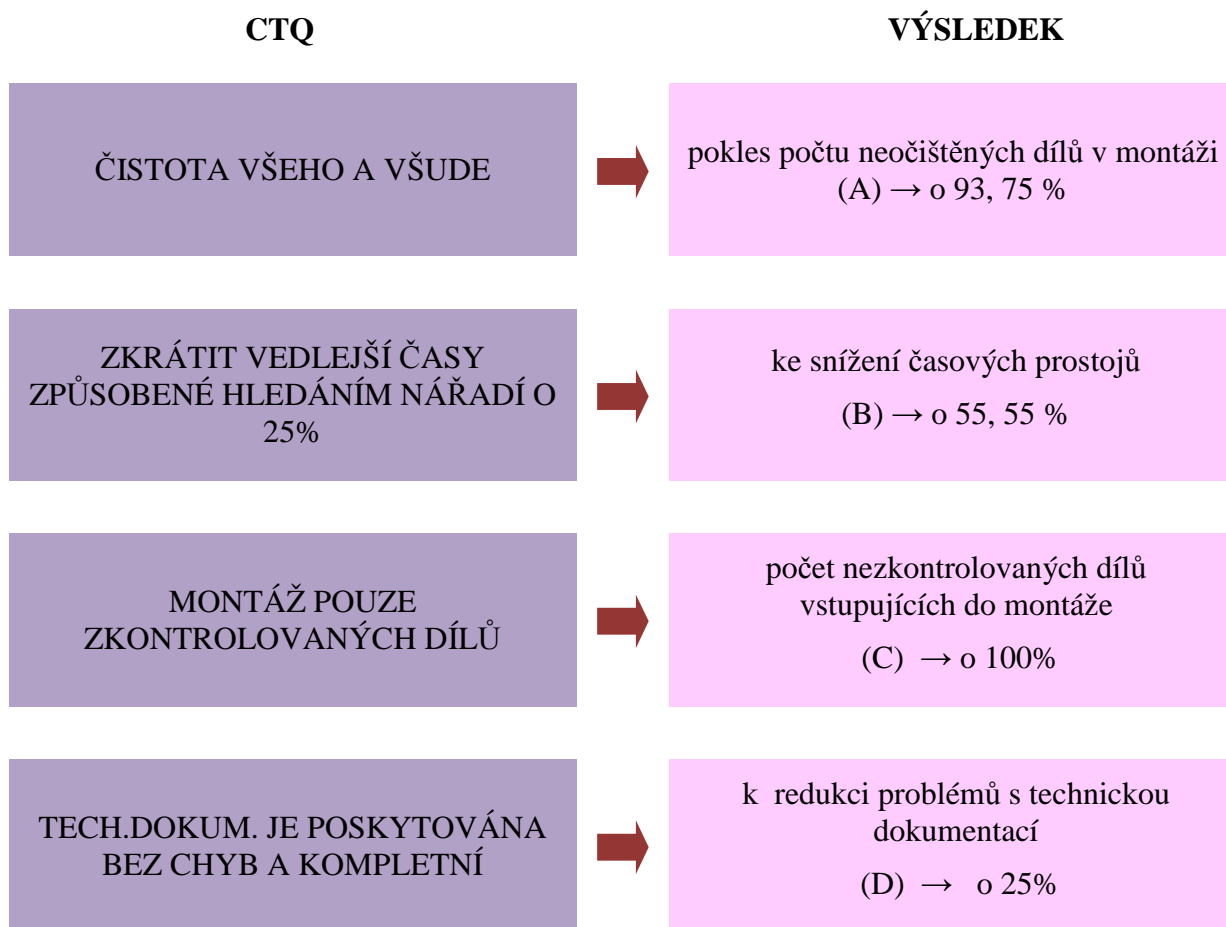 CTQ
VÝSLEDEK
ČISTOTA VŠEHO A VŠUDE
pokles počtu neočištěných dílů v montáži
(A) → o 93, 75 %
ZKRÁTIT VEDLEJŠÍ ČASY
ZPŮSOBENÉ HLEDÁNÍM NÁŘADÍ O
25%
ke snížení časových prostojů
(B) → o 55, 55 %
MONTÁŽ POUZE
ZKONTROLOVANÝCH DÍLŮ
počet nezkontrolovaných dílů
vstupujících do montáže
(C) → o 100%
TECH.DOKUM. JE POSKYTOVÁNA
BEZ CHYB A KOMPLETNÍ
k redukci problémů s technickou
dokumentací
(D) → o 25%